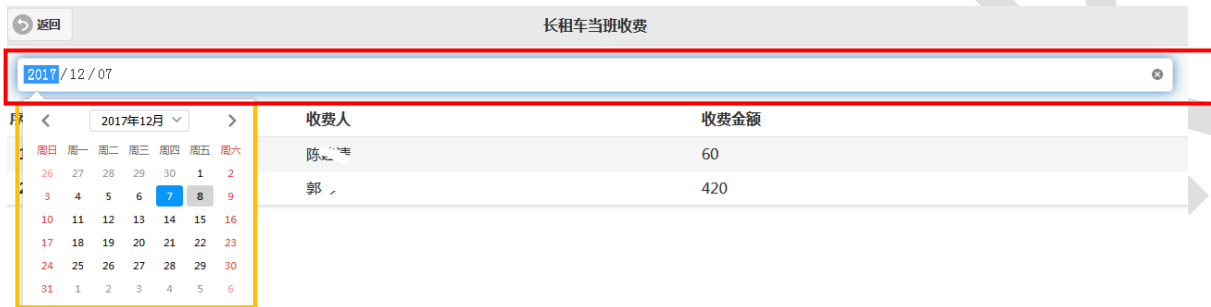 返回
长租车当班收费
2017/12/07
2017年12月
收费人 收费金额
周日 周一 周二 周三 周四 周五 周六
陈 60
26 27 28 29 30 1 2
郭 420
3 4 5 6 7 8 9
10 11 12 13 14 15 16
17 18 19 20 21 22 23
24 25 26 27 28 29 30
31 1 2 3 4 5 6